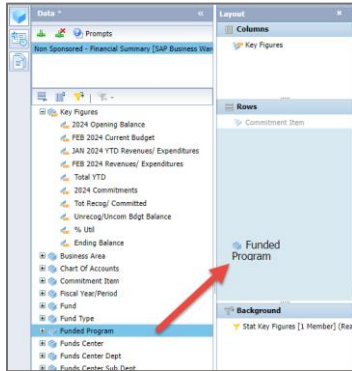 Data *
«
Layout
Prompts
Non Sponsored - Financial Summary [SAP Business War
Key Figures
2024 Opening Balance
FEB 2024 Current Budget
JAN 2024 YTD Revenues/ Expenditures
FEB 2024 Revenues/ Expenditures
Total YTD
2024 Commitments
Tot Recog/ Committed
Unrecog/Uncom Bdgt Balance
% Util
Ending Balance
Business Area
Chart Of Accounts
Commitment Item
Fiscal Year/Period
Fund
Fund Type
Funded Program
Funds Center
Funds Center Dept
Funds Center Sub Dept
Columns
Key Figures
Rows
Commitment Item
Funded
Program
Background
Stat Key Figures [1 Member] (Rea